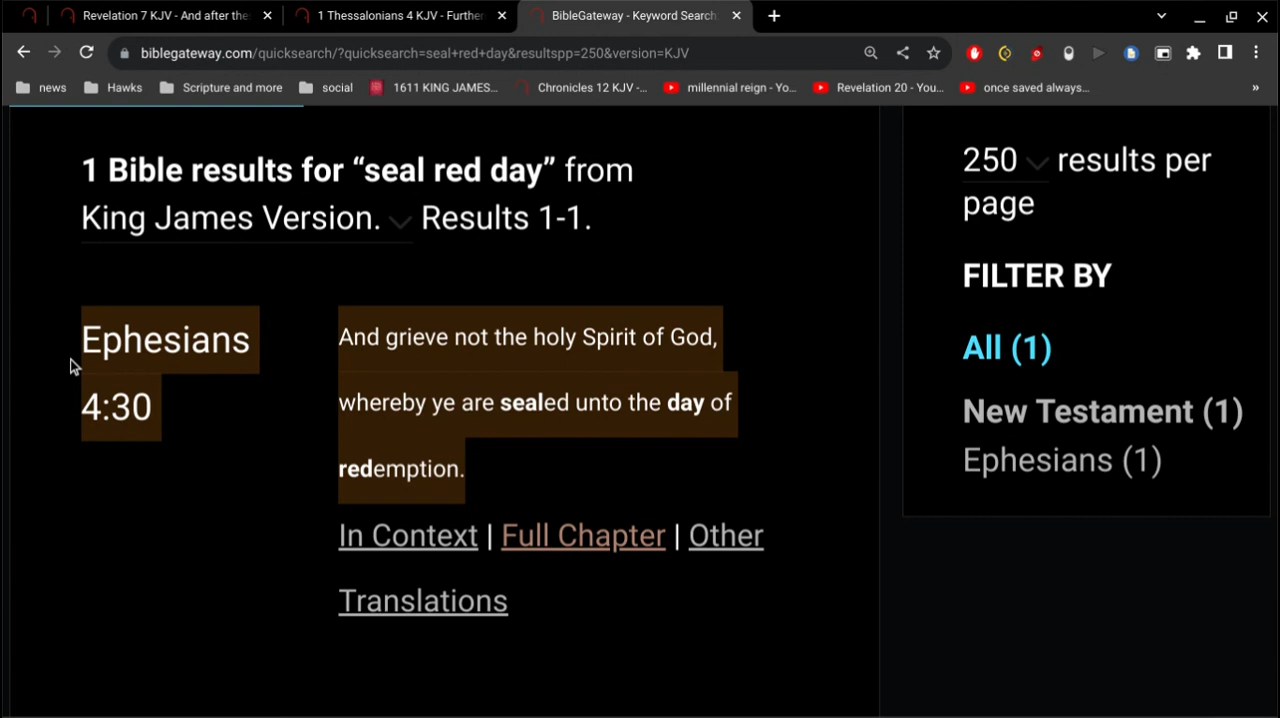 Revelation 7 KJV - And after the
1 Thessalonians 4 KJV - Further
BibleGateway - Keyword Search
biblegateway.com/quicksearch/?quicksearch=seal+red+day&resultspp=250&version=KJV
news
Hawks
Scripture and more
social
1611 KING JAMES...
Chronicles 12 KJV -...
millennial reign - Yo...
Revelation 20 - You...
once saved always...
»
1 Bible results for “seal red day” from
King James Version. Results 1-1.
Ephesians
4:30
And grieve not the holy Spirit of God,
whereby ye are sealed unto the day of
redemption.
In Context | Full Chapter | Other
Translations
250 results per
page
FILTER BY
All (1)
New Testament (1)
Ephesians (1)